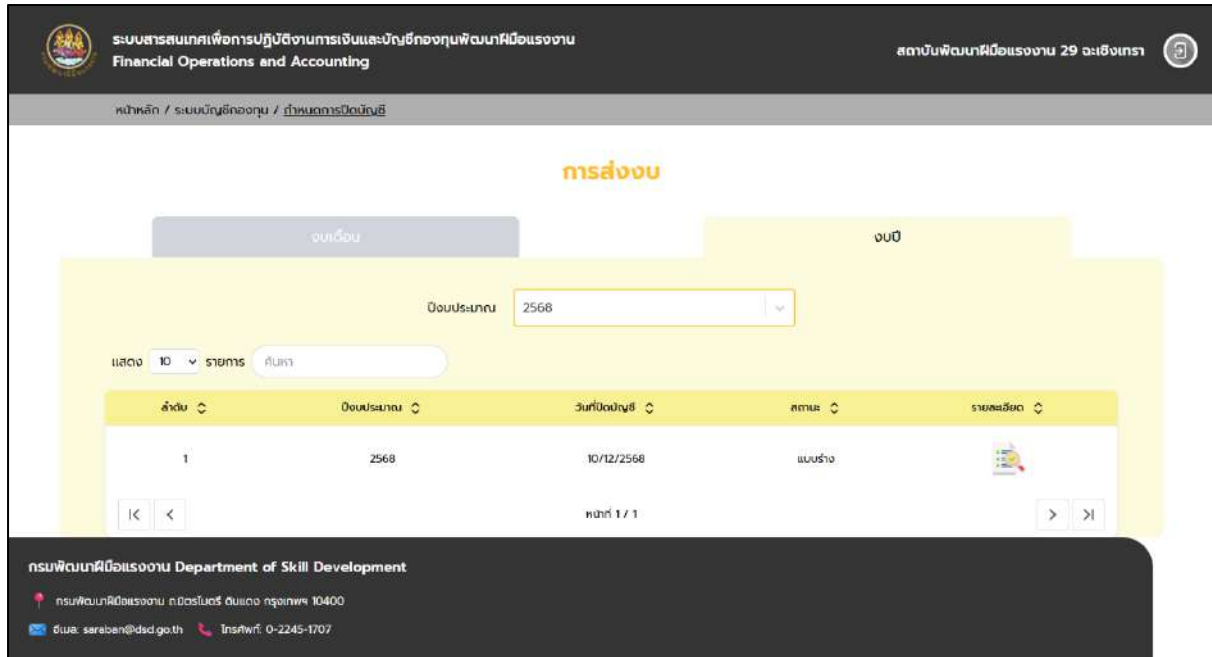 ระบบสารสนเทศเพื่อการปฏิบัติงานการเงินและบัญชีกองทุนพัฒนาฝีมือแรงงาน
Financial Operations and Accounting
สถาบันพัฒนาฝีมือแรงงาน 29 ฉะเชิงเทรา
หน้าหลัก / ระบบบัญชีกองทุน / กำหนดการปิดบัญชี
การส่งงบ
งบเดือน งบปี
ปีงบประมาณ 2568
แสดง 10 รายการ ค้นหา
ลำดับ ปีงบประมาณ วันที่ปิดบัญชี สถานะ รายละเอียด
1 2568 10/12/2568 แบบร่าง
หน้าที่ 1 / 1
กรมพัฒนาฝีมือแรงงาน Department of Skill Development
กรมพัฒนาฝีมือแรงงาน ถ.มิตรไมตรี ดินแดง กรุงเทพฯ 10400
อีเมล: saraban@dsd.go.th โทรศัพท์: 0-2245-1707